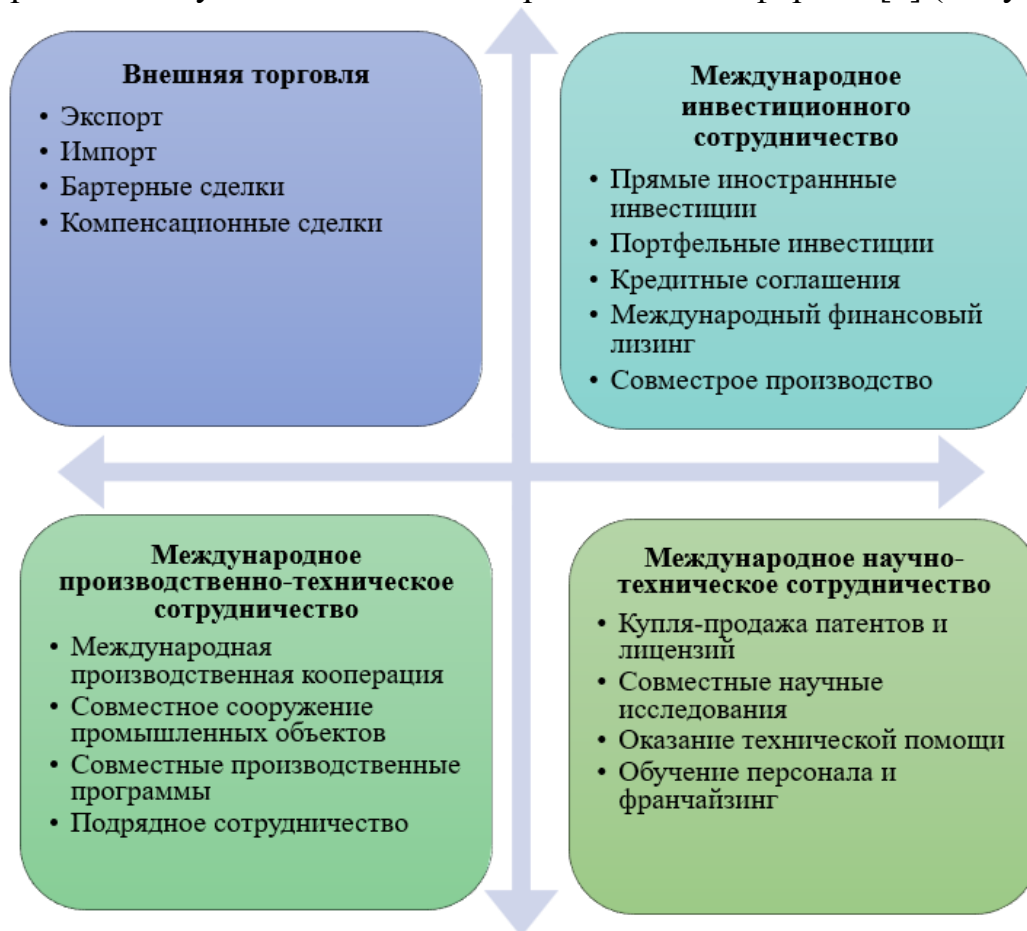 Внешняя торговля
• Экспорт
• Импорт
• Бартерные сделки
• Компенсационные сделки
Международное
инвестиционного
сотрудничество
• Прямые иностраннные
инвестиции
• Портфельные инвестиции
• Кредитные соглашения
• Международный финансовый
лизинг
• Совместрое производство
Международное
производственно-техническое
сотрудничество
• Международная
производственная кооперация
• Совместное сооружение
промышленных объектов
• Совместные производственные
программы
• Подрядное сотрудничество
Международное научно-
техническое сотрудничество
• Купля-продажа патентов и
лицензий
• Совместные научные
исследования
• Оказание технической помощи
• Обучение персонала и
франчайзинг